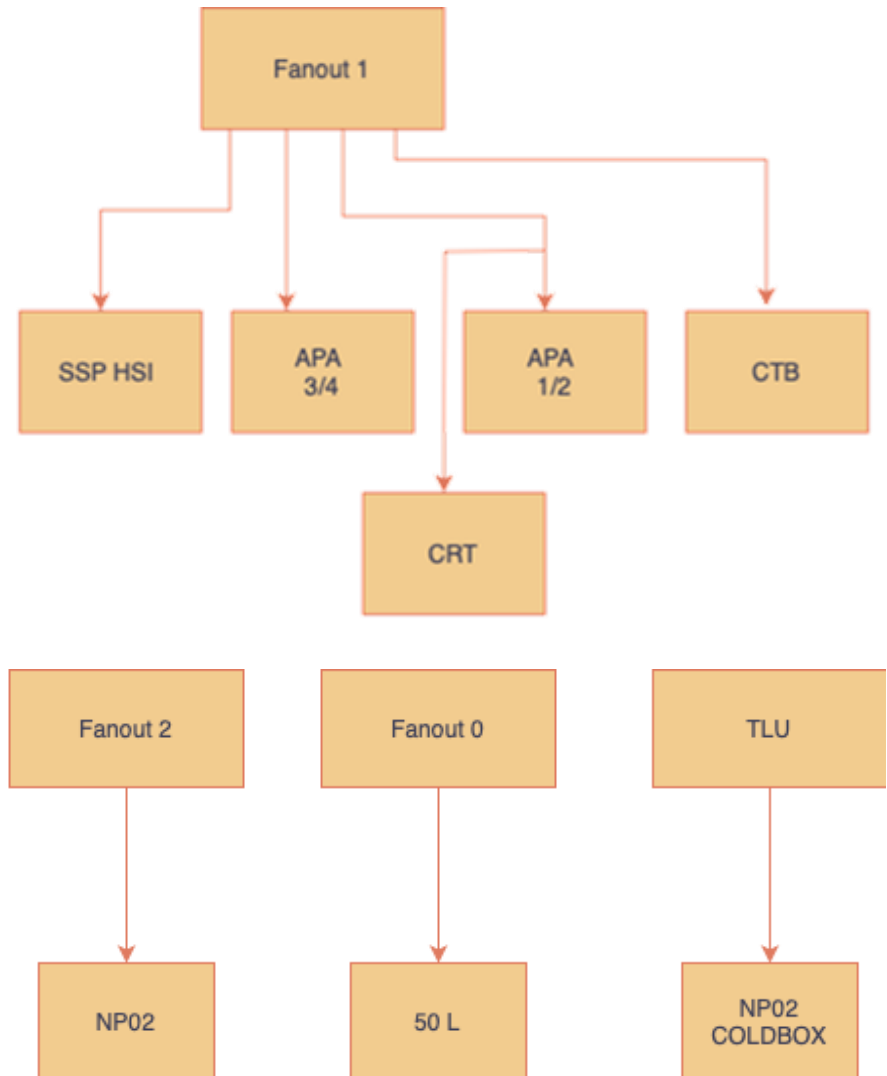 Fanout 1
SSP HSI
APA
3/4
APA
1/2
CTB
CRT
Fanout 2
Fanout 0
TLU
NP02
50 L
NP02
COLDBOX